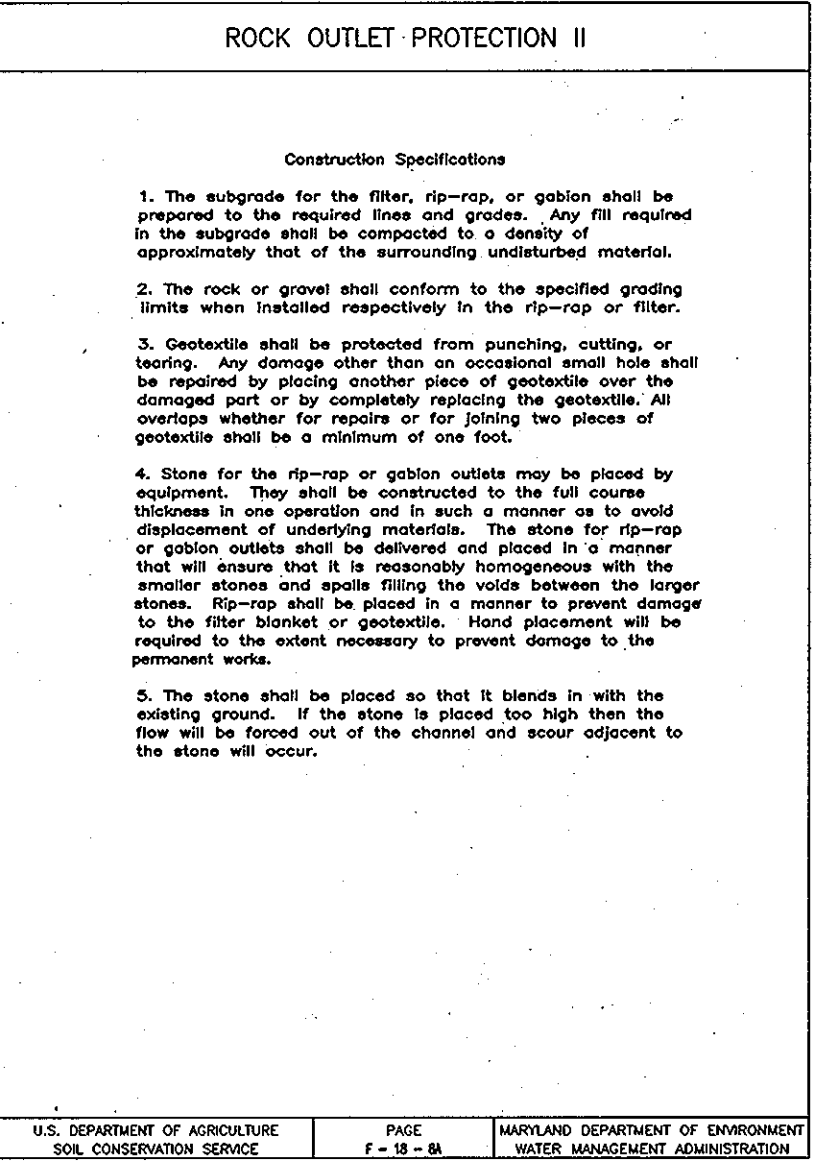 ROCK OUTLET PROTECTION II
Construction Specifications
1. The subgrade for the filter, rip-rap, or gabion shall be
prepared to the required lines and grades. Any fill required
in the subgrade shall be compacted to a density of
approximately that of the surrounding undisturbed material.
2. The rock or gravel shall conform to the specified grading
limits when installed respectively in the rip-rap or filter.
3. Geotextile shall be protected from punching, cutting, or
tearing. Any damage other than an occasional small hole shall
be repaired by placing another piece of geotextile over the
damaged part or by completely replacing the geotextile. All
overlaps whether for repairs or for joining two pieces of
geotextile shall be a minimum of one foot.
4. Stone for the rip-rap or gabion outlets may be placed by
equipment. They shall be constructed to the full course
thickness in one operation and in such a manner as to avoid
displacement of underlying materials. The stone for rip-rap
or gabion outlets shall be delivered and placed in a manner
that will ensure that it is reasonably homogeneous with the
smaller stones and spalls filling the voids between the larger
stones. Rip-rap shall be placed in a manner to prevent damage
to the filter blanket or geotextile. Hand placement will be
required to the extent necessary to prevent damage to the
permanent works.
5. The stone shall be placed so that it blends in with the
existing ground. If the stone is placed too high then the
flow will be forced out of the channel and scour adjacent to
the stone will occur.
U.S. DEPARTMENT OF AGRICULTURE
SOIL CONSERVATION SERVICE
PAGE
F - 18 - 8A
MARYLAND DEPARTMENT OF ENVIRONMENT
WATER MANAGEMENT ADMINISTRATION